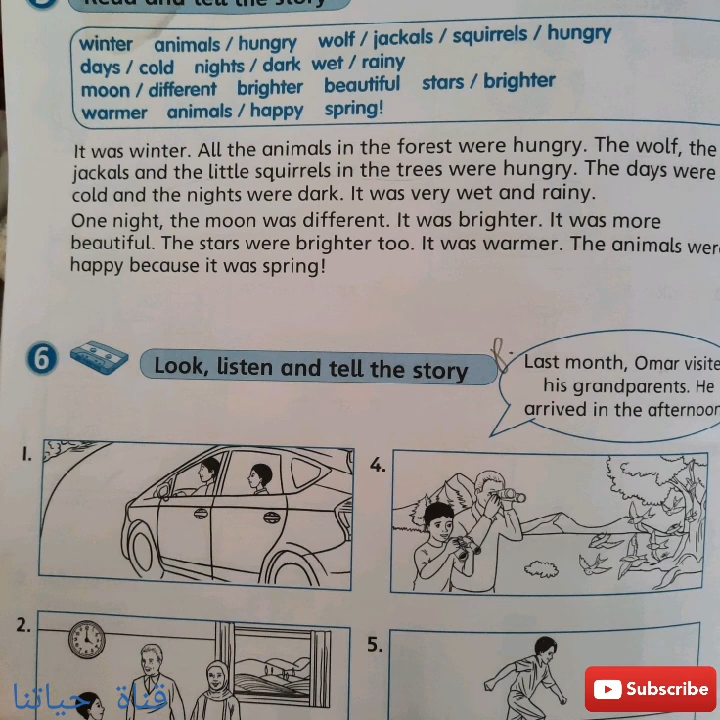 Read and tell the story
winter animals / hungry wolf / jackals / squirrels / hungry
days / cold nights / dark wet / rainy
moon / different brighter beautiful stars / brighter
warmer animals / happy spring!
It was winter. All the animals in the forest were hungry. The wolf, the
jackals and the little squirrels in the trees were hungry. The days were
cold and the nights were dark. It was very wet and rainy.
One night, the moon was different. It was brighter. It was more
beautiful. The stars were brighter too. It was warmer. The animals wer
happy because it was spring!
6 Look, listen and tell the story
Last month, Omar visite
his grandparents. He
arrived in the afternoon
1.
4.
2.
5.
قناة حياتنا
Subscribe